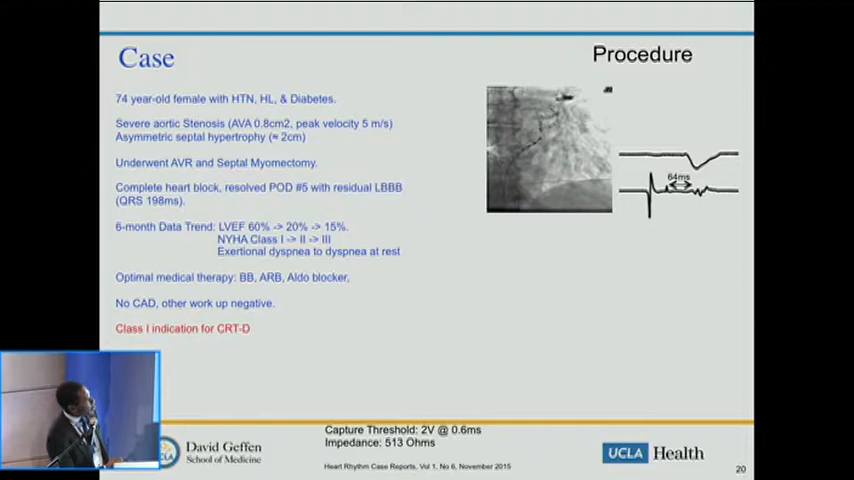 Case
Procedure
74 year-old female with HTN, HL, & Diabetes.
Severe aortic Stenosis (AVA 0.8cm2, peak velocity 5 m/s)
Asymmetric septal hypertrophy (≈ 2cm)
Underwent AVR and Septal Myomectomy.
Complete heart block, resolved POD #5 with residual LBBB
(QRS 198ms).
6-month Data Trend: LVEF 60% -> 20% -> 15%.
NYHA Class I -> II -> III
Exertional dyspnea to dyspnea at rest
Optimal medical therapy: BB, ARB, Aldo blocker,
No CAD, other work up negative.
Class I indication for CRT-D
64ms
Capture Threshold: 2V @ 0.6ms
Impedance: 513 Ohms
Heart Rhythm Case Reports, Vol 1, No 6, November 2015
David Geffen
School of Medicine
UCLA Health
20